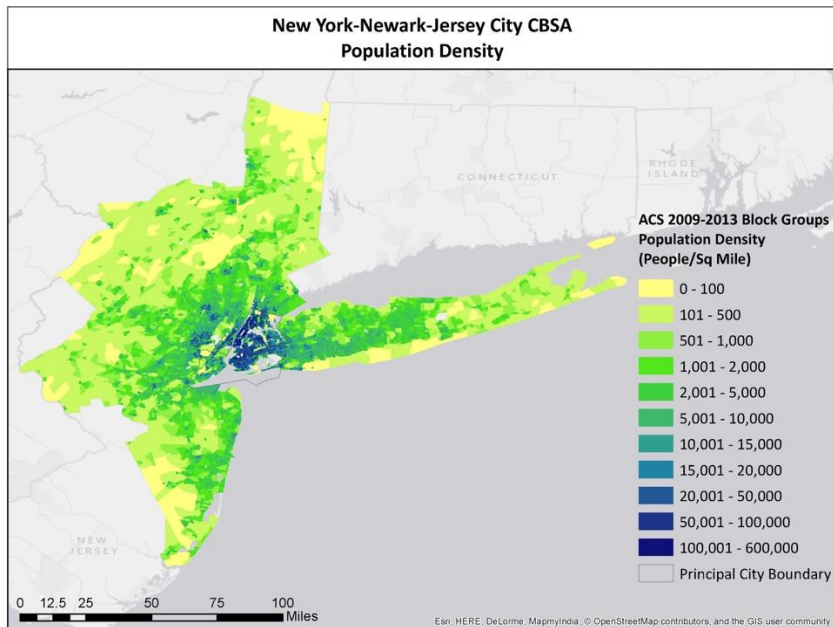 New York-Newark-Jersey City CBSA
Population Density
CONNECTICUT
RHODE
ISLAND
ACS 2009-2013 Block Groups
Population Density
(People/Sq Mile)
0 - 100
101 - 500
501 - 1,000
1,001 - 2,000
2,001 - 5,000
5,001 - 10,000
10,001 - 15,000
15,001 - 20,000
20,001 - 50,000
50,001 - 100,000
100,001 - 600,000
Principal City Boundary
NEW
JERSEY
0 12.5 25 50 75 100
Miles
Esri, HERE, DeLorme, MapmyIndia, © OpenStreetMap contributors, and the GIS user community